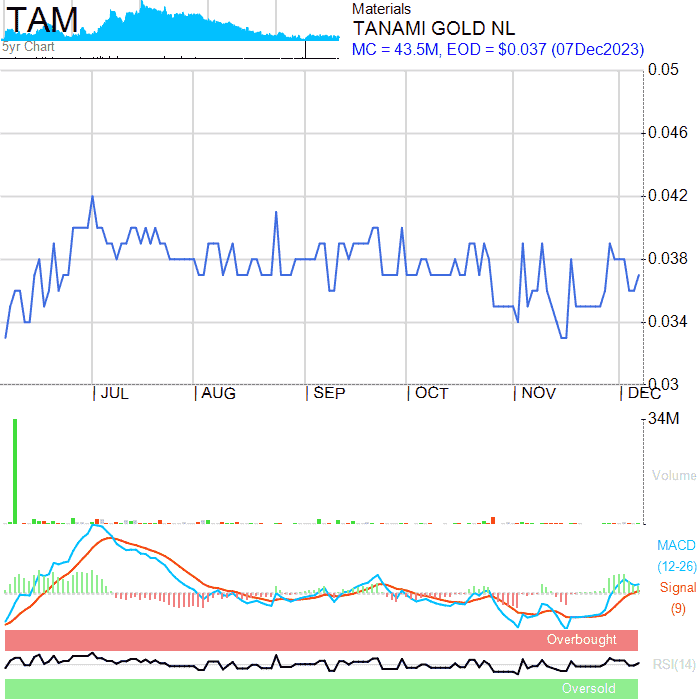 TAM
5yr Chart
Materials
TANAMI GOLD NL
MC = 43.5M, EOD = $0.037 (07Dec2023)
0.05
0.046
0.042
0.038
0.034
0.03
JUL AUG SEP OCT NOV DEC
34M
Volume
MACD
(12-26)
Signal
(9)
Overbought
RSI(14)
Oversold